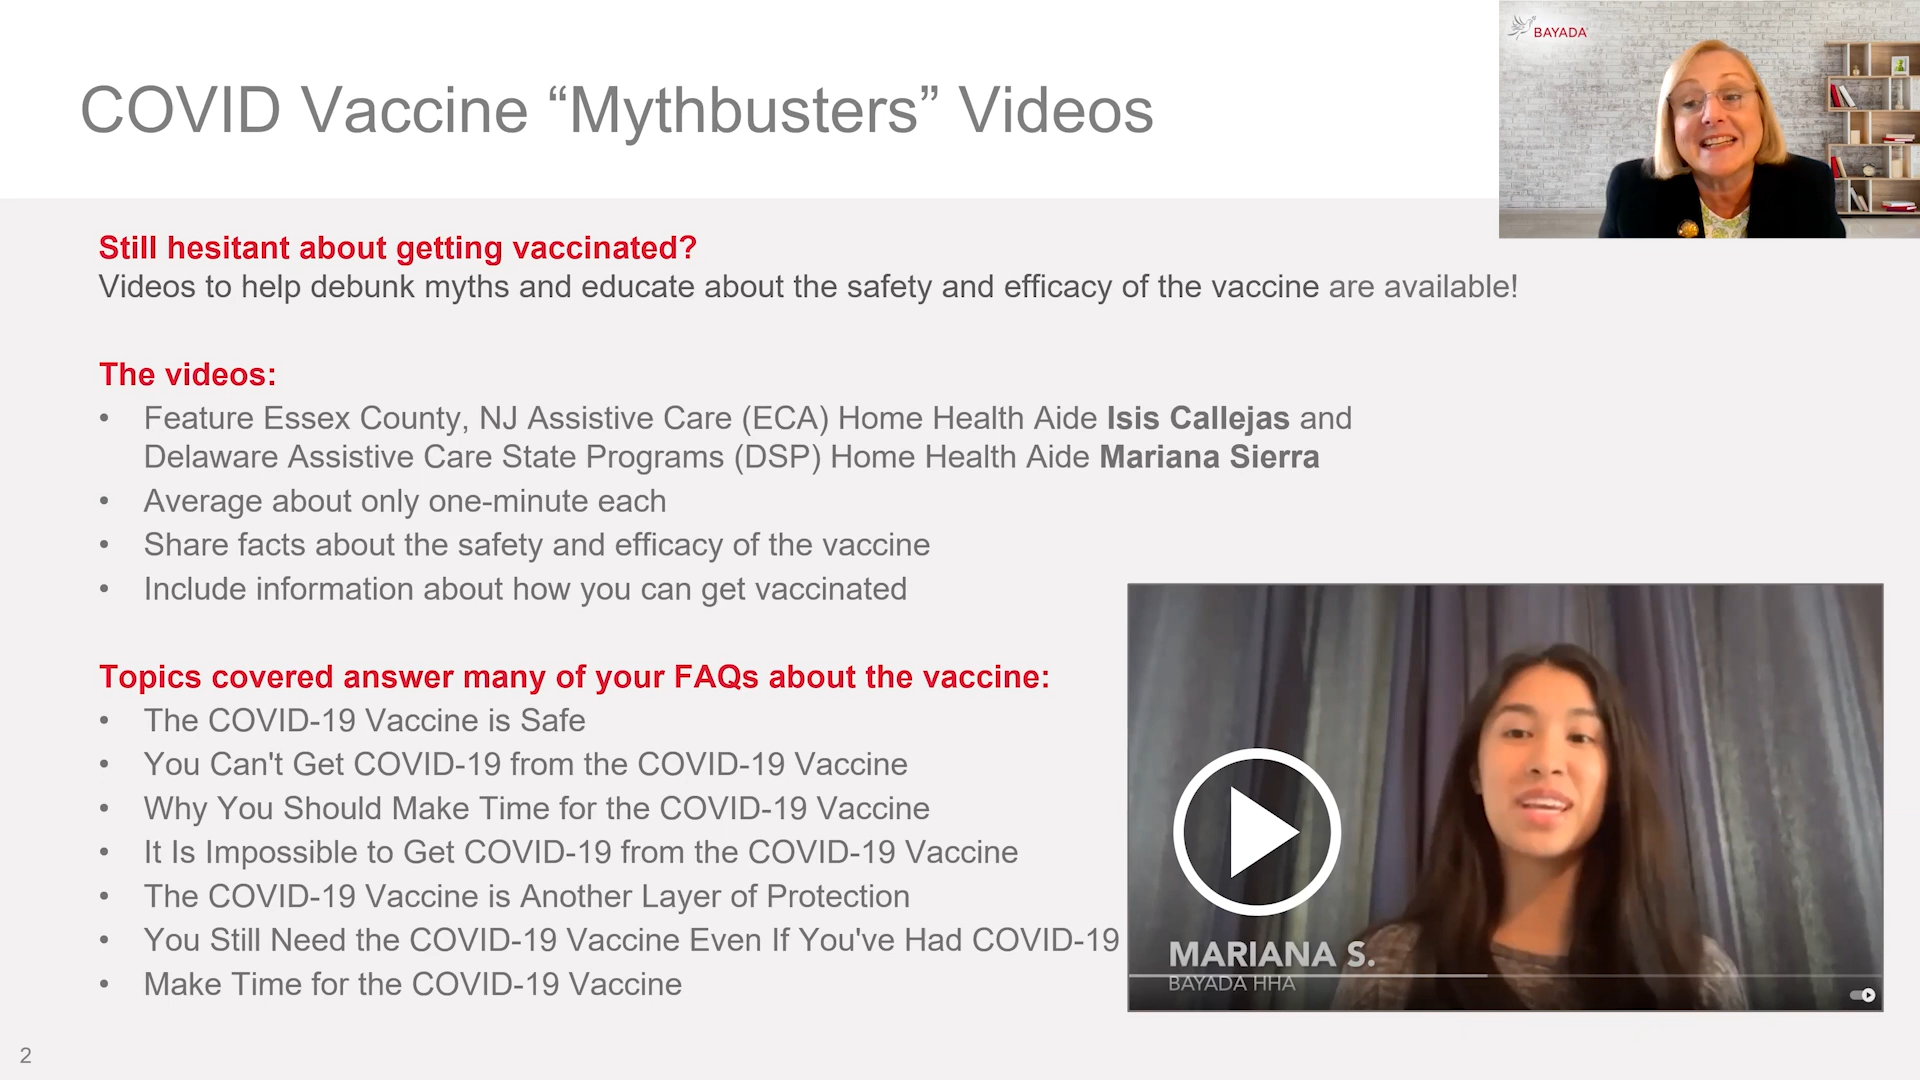 COVID Vaccine “Mythbusters” Videos
BAYADA
Still hesitant about getting vaccinated?
Videos to help debunk myths and educate about the safety and efficacy of the vaccine are available!
The videos:
• Feature Essex County, NJ Assistive Care (ECA) Home Health Aide Isis Callejas and
Delaware Assistive Care State Programs (DSP) Home Health Aide Mariana Sierra
• Average about only one-minute each
• Share facts about the safety and efficacy of the vaccine
• Include information about how you can get vaccinated
Topics covered answer many of your FAQs about the vaccine:
• The COVID-19 Vaccine is Safe
• You Can't Get COVID-19 from the COVID-19 Vaccine
• Why You Should Make Time for the COVID-19 Vaccine
• It Is Impossible to Get COVID-19 from the COVID-19 Vaccine
• The COVID-19 Vaccine is Another Layer of Protection
• You Still Need the COVID-19 Vaccine Even If You've Had COVID-19
• Make Time for the COVID-19 Vaccine
MARIANA S.
BAYADA HHA
2